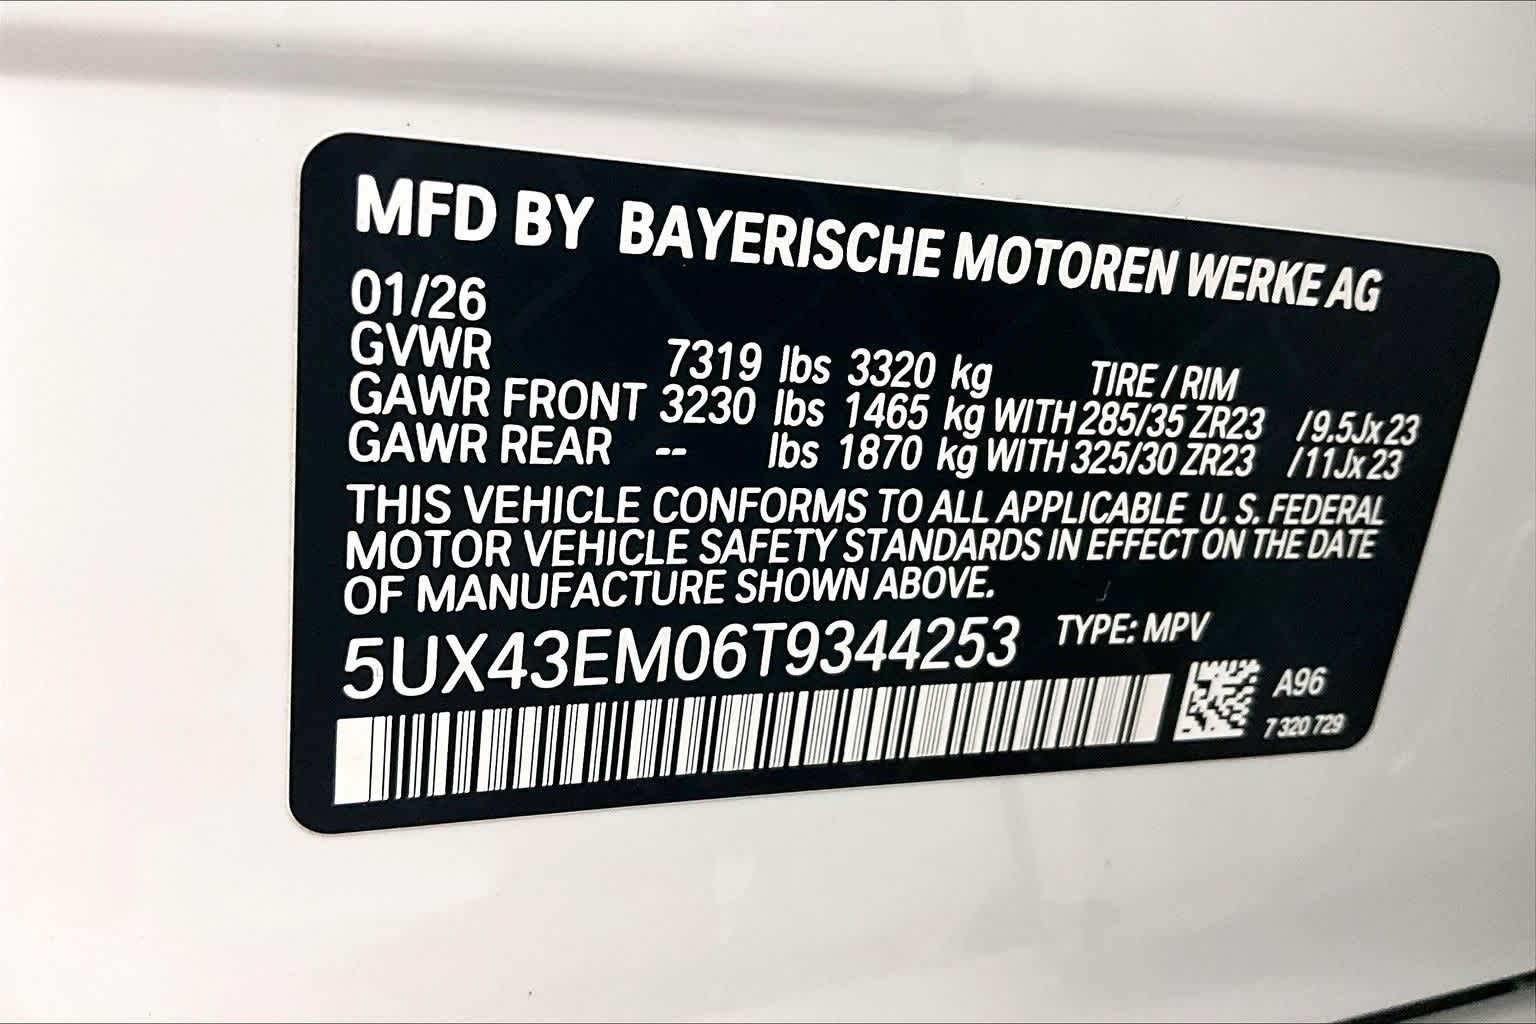 MFD BY BAYERISCHE MOTOREN WERKE AG
01/26
GVWR 7319 lbs 3320 kg TIRE / RIM
GAWR FRONT 3230 lbs 1465 kg WITH 285/35 ZR23 /9.5Jx23
GAWR REAR -- lbs 1870 kg WITH 325/30 ZR23 /11Jx23
THIS VEHICLE CONFORMS TO ALL APPLICABLE U. S. FEDERAL
MOTOR VEHICLE SAFETY STANDARDS IN EFFECT ON THE DATE
OF MANUFACTURE SHOWN ABOVE.
5UX43EM06T9344253 TYPE: MPV
A96
7 320 729